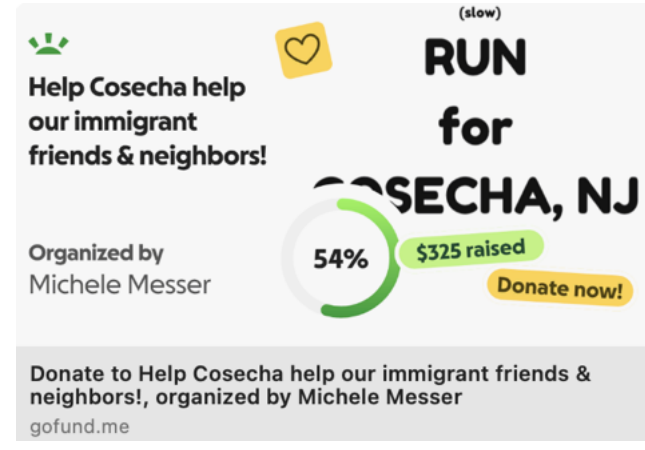 Help Cosecha help
our immigrant
friends & neighbors!
Organized by
Michele Messer
(slow)
RUN
for
COSECHA, NJ
54%
$325 raised
Donate now!
Donate to Help Cosecha help our immigrant friends &
neighbors!, organized by Michele Messer
gofund.me